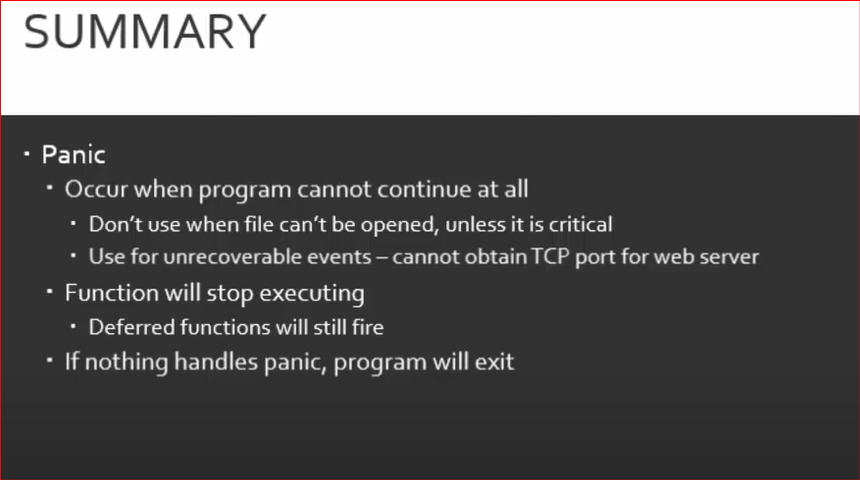 SUMMARY
Panic
Occur when program cannot continue at all
Don't use when file can't be opened, unless it is critical
Use for unrecoverable events – cannot obtain TCP port for web server
Function will stop executing
Deferred functions will still fire
If nothing handles panic, program will exit